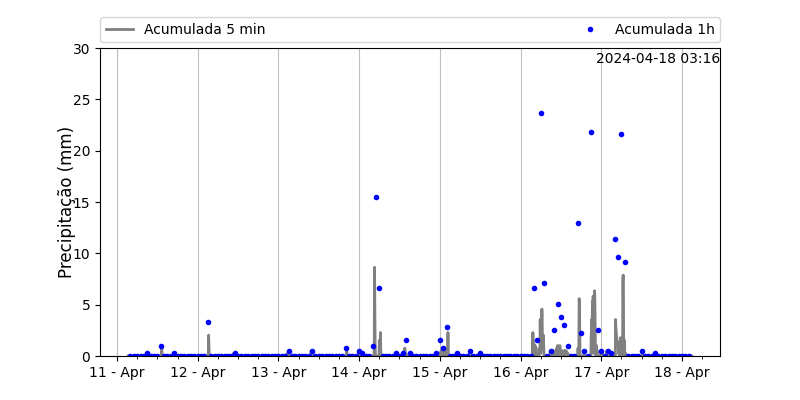 Acumulada 5 min
Acumulada 1h
2024-04-18 03:16
Precipitação (mm)
30
25
20
15
10
5
0
11 - Apr
12 - Apr
13 - Apr
14 - Apr
15 - Apr
16 - Apr
17 - Apr
18 - Apr